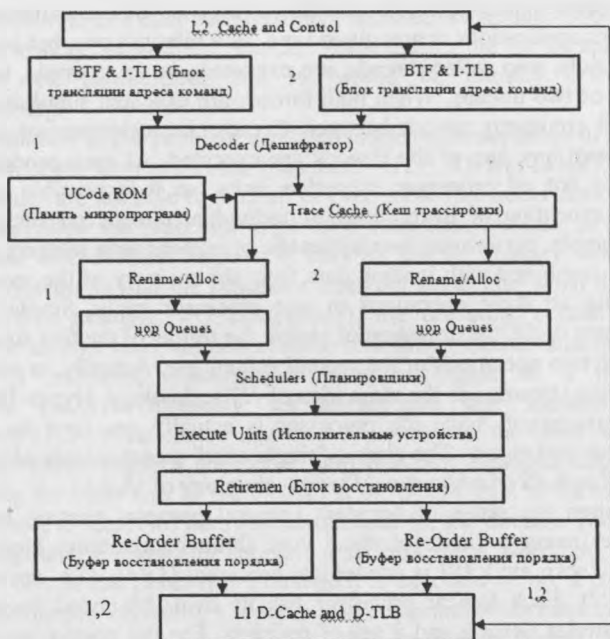 L2 Cache and Control
BTF & I-TLB (Блок
трансляции адреса
команд)
2
BTF & I-TLB
(Блок трансляции адреса
команд)
1
Decoder (Дешифратор)
UCode ROM
(Память микропрограмм)
Trace Cache (Кеш трассировки)
Rename/Alloc
2
Rename/Alloc
1
uop Queues
uop Queues
Schedulers (Планировщики)
Execute Units (Исполнительные устройства)
Retirement (Блок восстановления)
Re-Order Buffer
(Буфер восстановления порядка)
Re-Order Buffer
(Буфер восстановления порядка)
1,2
1,2
L1 D-Cache and D-TLB